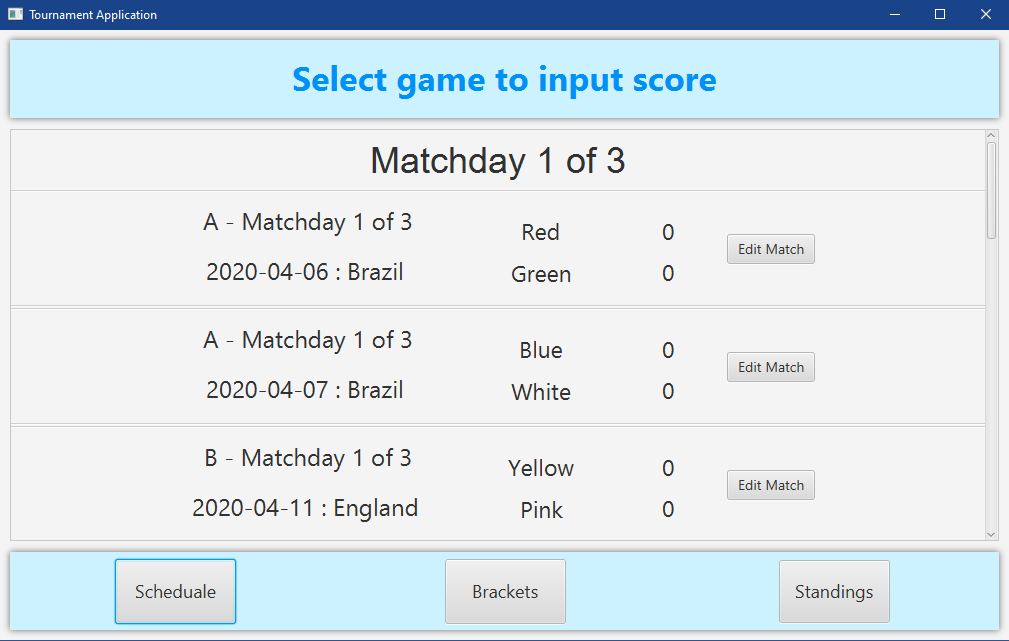 Tournament Application
Select game to input score
Matchday 1 of 3
A - Matchday 1 of 3
2020-04-06 : Brazil
Red 0
Green 0
Edit Match
A - Matchday 1 of 3
2020-04-07 : Brazil
Blue 0
White 0
Edit Match
B - Matchday 1 of 3
2020-04-11 : England
Yellow 0
Pink 0
Edit Match
Scheduale
Brackets
Standings